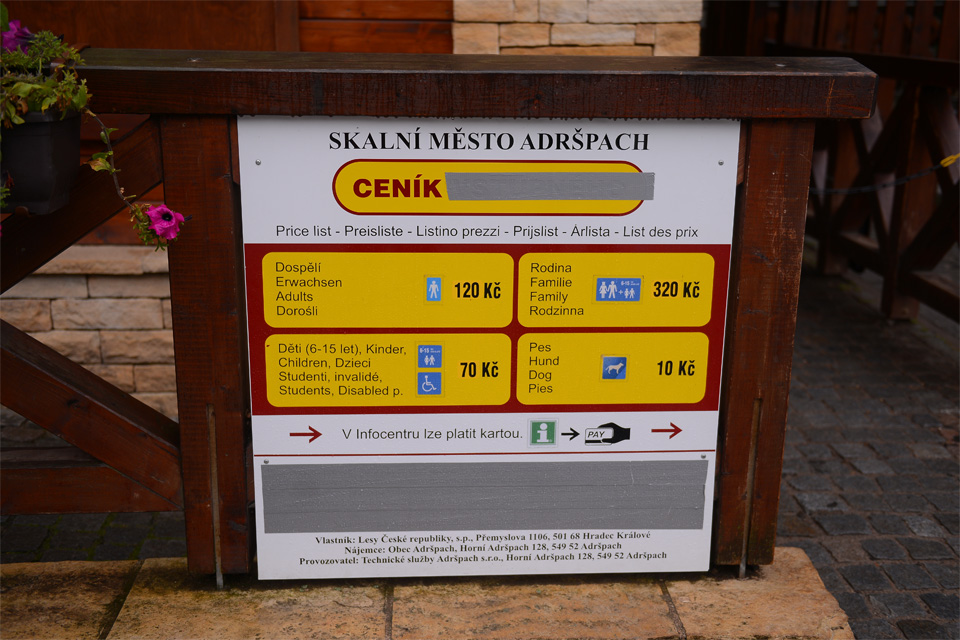 SKALNÍ MĚSTO ADRŠPACH
CENÍK
Price list - Preisliste - Listino prezzi - Prijslist - Árlista - List des prix
Dospělí
Erwachsen
Adults
Dorośli
120 Kč
Rodina
Familie
Family
Rodzinna
6-15
320 Kč
Děti (6-15 let), Kinder,
Children, Dzieci
Studenti, invalidé,
Students, Disabled p.
6-15
70 Kč
Pes
Hund
Dog
Pies
10 Kč
V Infocentru lze platit kartou.
i
PAY
Vlastník: Lesy České republiky, s.p., Přemyslova 1106, 501 68 Hradec Králové
Nájemce: Obec Adršpach, Horní Adršpach 128, 549 52 Adršpach
Provozovatel: Technické služby Adršpach s.r.o., Horní Adršpach 128, 549 52 Adršpach